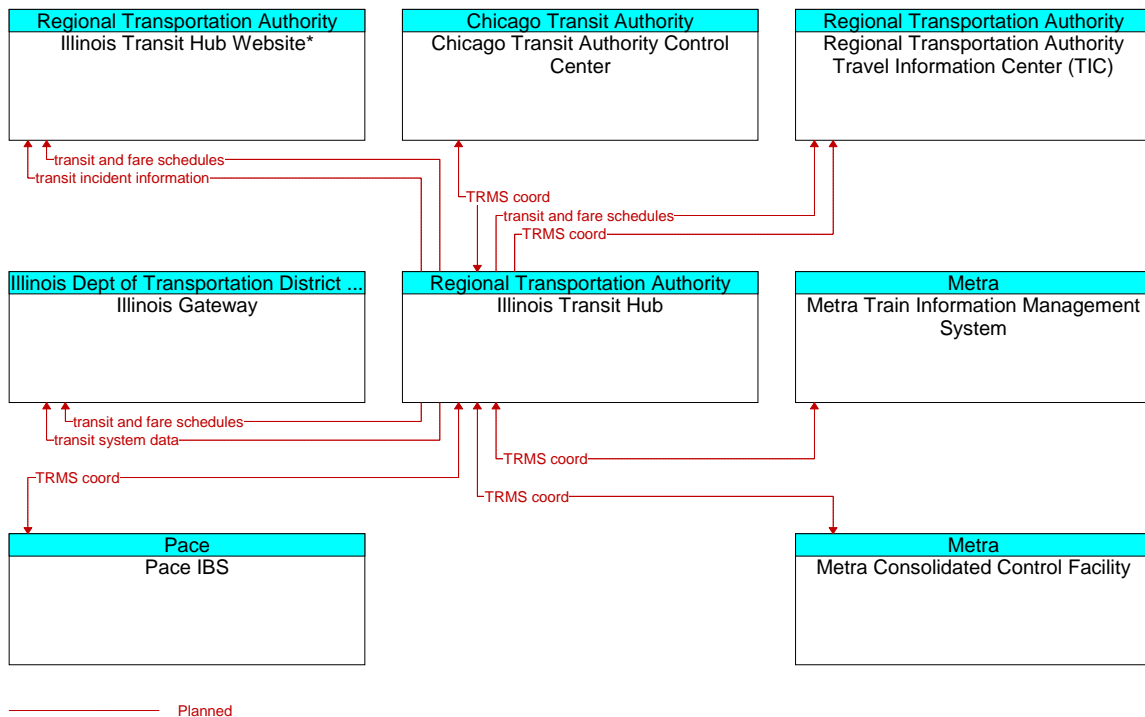 Regional Transportation Authority
Illinois Transit Hub Website*
Chicago Transit Authority
Chicago Transit Authority Control
Center
Regional Transportation Authority
Regional Transportation Authority
Travel Information Center (TIC)
transit and fare schedules
transit incident information
TRMS coord
transit and fare schedules
TRMS coord
Illinois Dept of Transportation District ...
Illinois Gateway
Regional Transportation Authority
Illinois Transit Hub
Metra
Metra Train Information Management
System
transit and fare schedules
transit system data
TRMS coord
TRMS coord
TRMS coord
Pace
Pace IBS
Metra
Metra Consolidated Control Facility
Planned